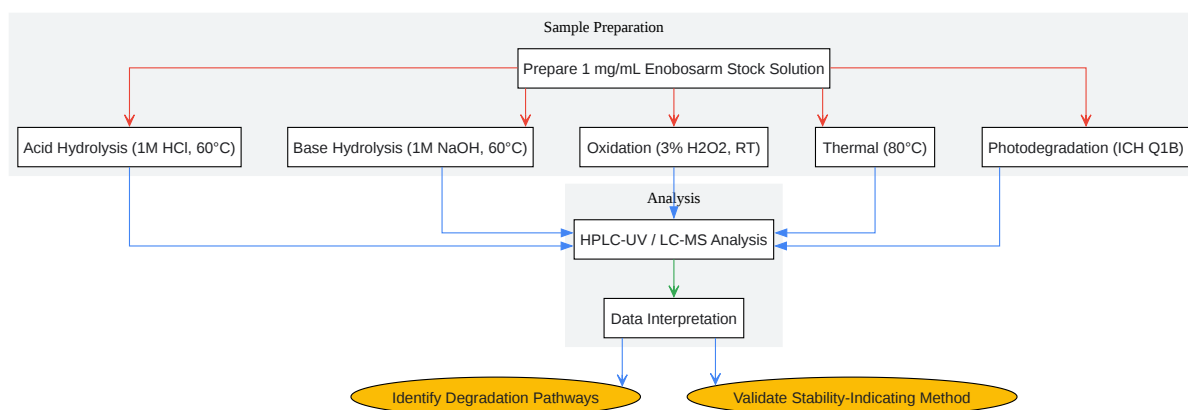 Sample Preparation
Prepare 1 mg/mL Enobosarm Stock Solution
Acid Hydrolysis (1M HCl, 60°C)
Base Hydrolysis (1M NaOH, 60°C)
Oxidation (3% H2O2, RT)
Thermal (80°C)
Photodegradation (ICH Q1B)
Analysis
HPLC-UV / LC-MS Analysis
Data Interpretation
Identify Degradation Pathways
Validate Stability-Indicating Method